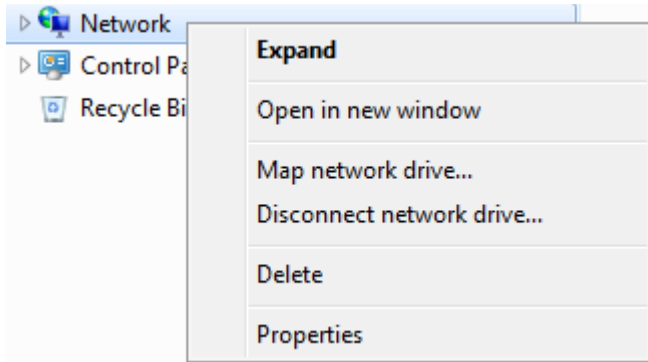 Network
Expand
Control Pa
Open in new window
Recycle Bi
Map network drive...
Disconnect network drive...
Delete
Properties